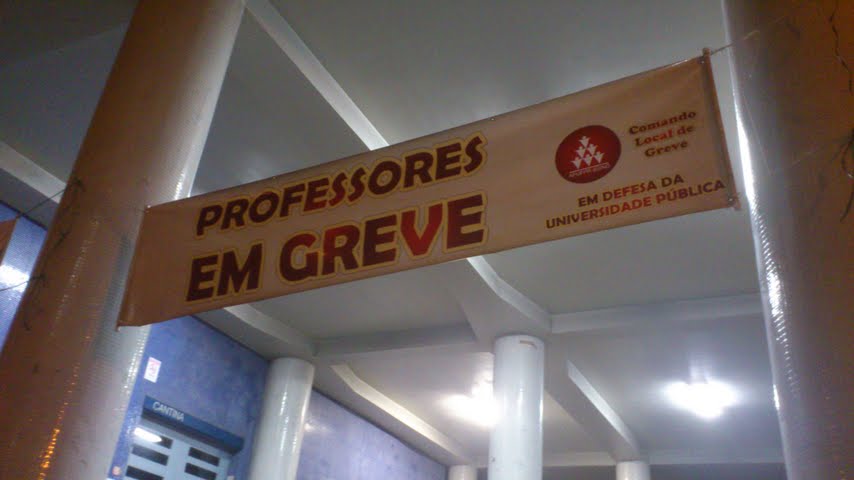 PROFESSORES
EM GREVE
Comando
Local de
Greve
EM DEFESA DA
UNIVERSIDADE PÚBLICA
CANTINA